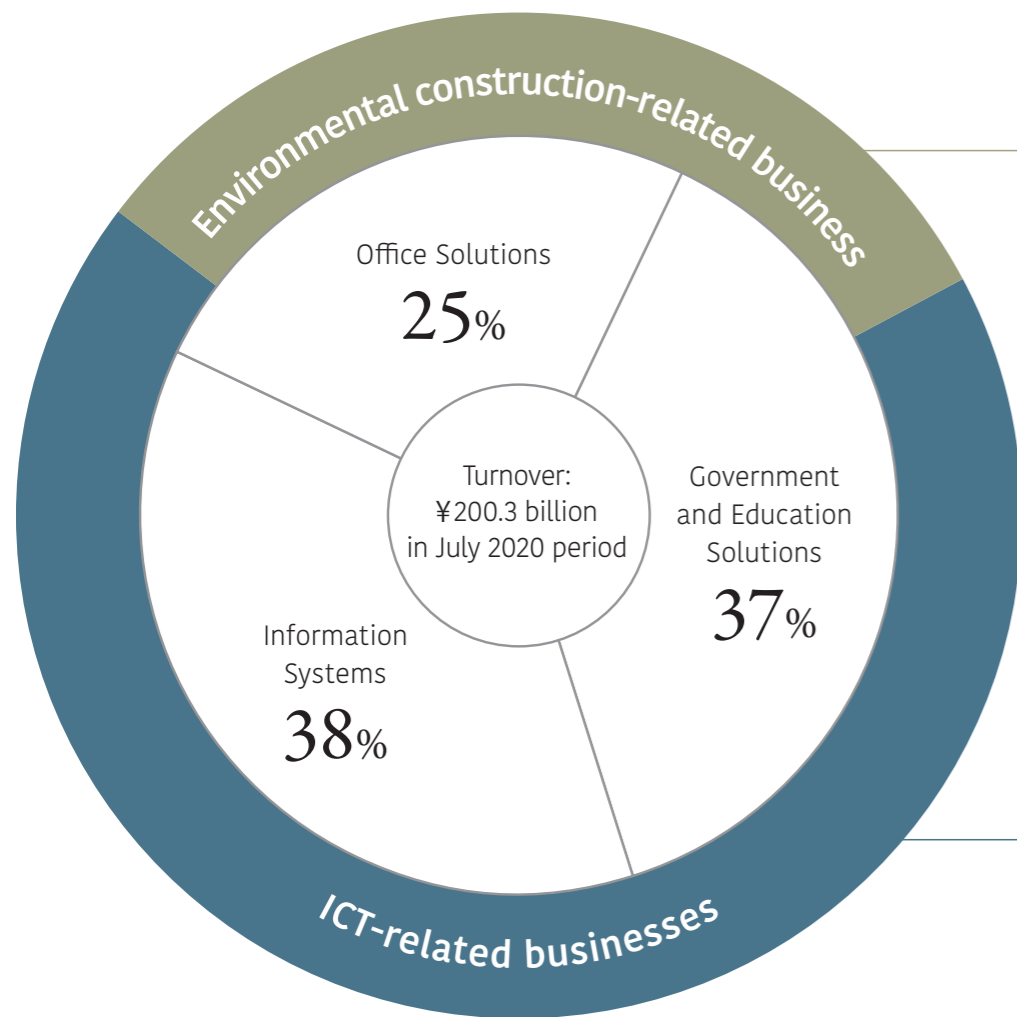 Environmental construction-related business
Office Solutions
25%
Turnover:
¥200.3 billion
in July 2020 period
Government
and Education
Solutions
37%
Information
Systems
38%
ICT-related businesses